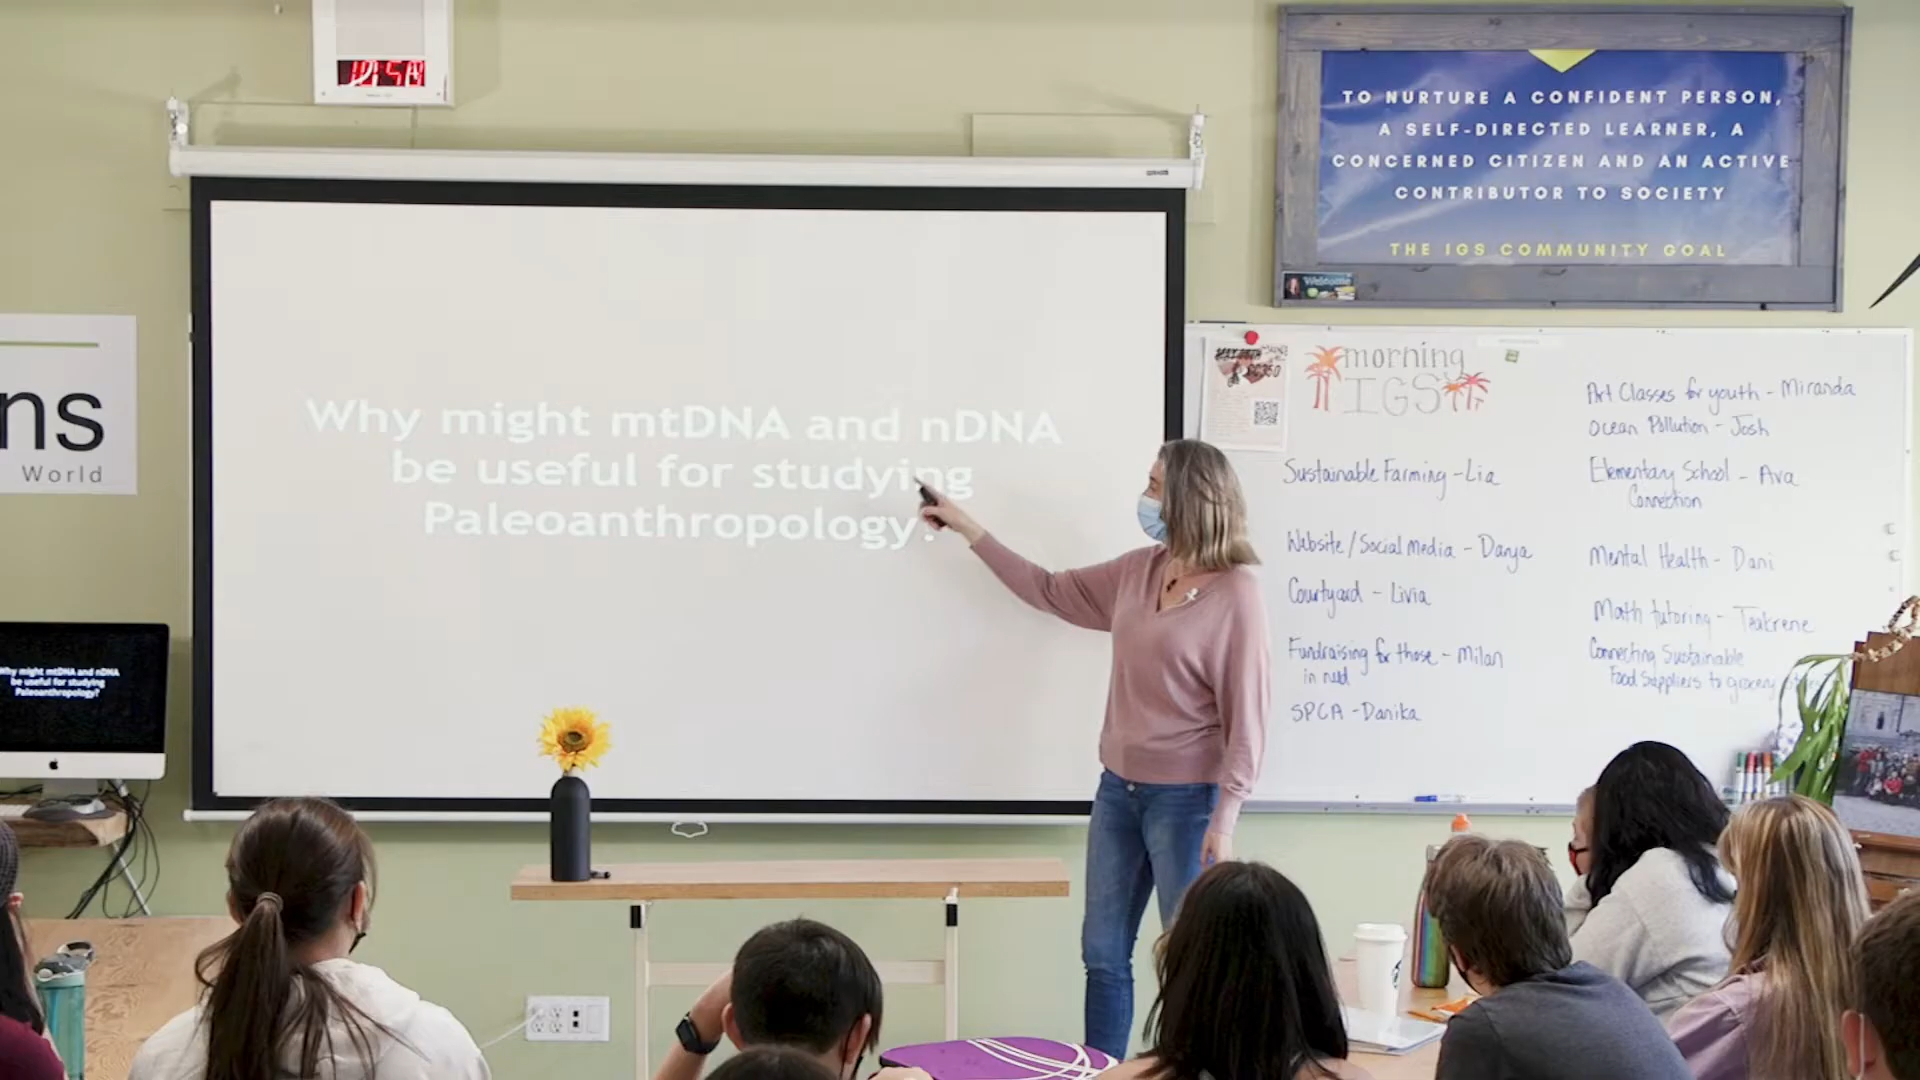 TO NURTURE A CONFIDENT PERSON,
A SELF-DIRECTED LEARNER, A
CONCERNED CITIZEN AND AN ACTIVE
CONTRIBUTOR TO SOCIETY
THE IGS COMMUNITY GOAL
Welcome
ns
World
Why might mtDNA and nDNA
be useful for studying
Paleoanthropology?
Why might mtDNA and nDNA
be useful for studying
Paleoanthropology?
morning
IGS
Sustainable Farming - Lia
Website/Social Media - Danya
Courtyard - Livia
Fundraising for those - Milan
in need
SPCA - Danika
Art Classes for youth - Miranda
Ocean Pollution - Josh
Elementary School - Ava
Connection
Mental Health - Dani
Math tutoring - Teakrene
Connecting Sustainable
Food Suppliers to grocery